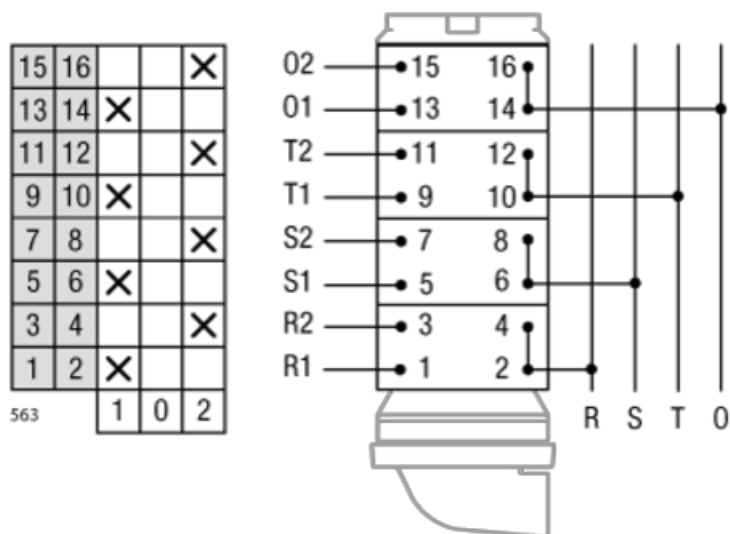 15 16
13 14
11 12
9 10
7 8
5 6
3 4
1 2
563 1 0 2
O2 15 16
O1 13 14
T2 11 12
T1 9 10
S2 7 8
S1 5 6
R2 3 4
R1 1 2
R S T O